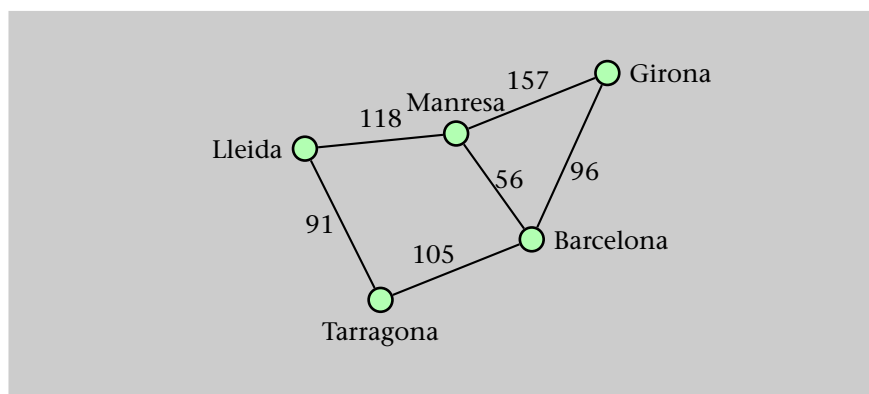 157
Girona
Manresa
118
Lleida
56
96
91
Barcelona
105
Tarragona